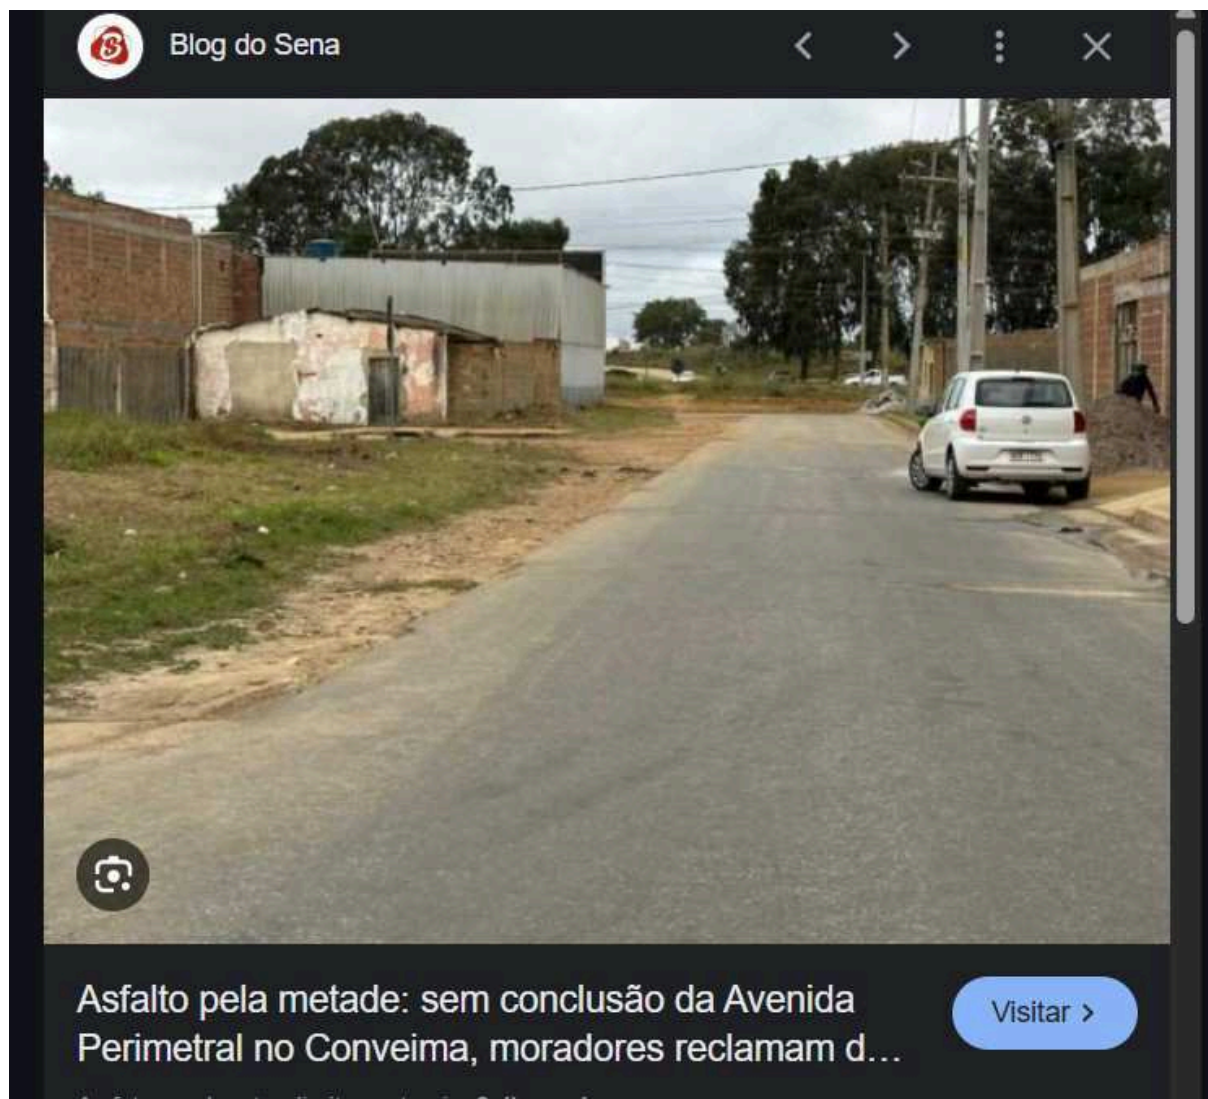 Blog do Sena
Asfalto pela metade: sem conclusão da Avenida
Perimetral no Conveima, moradores reclamam d...
Visitar >